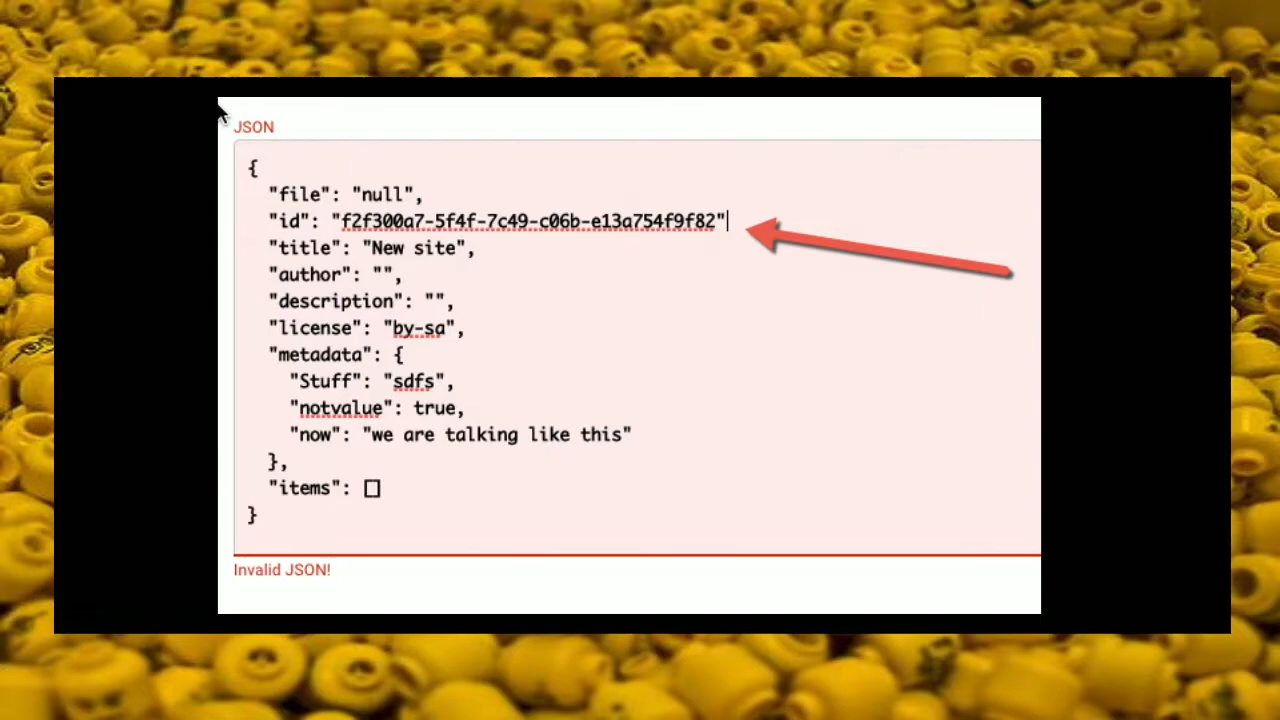 JSON
{
"file": "null",
"id": "f2f300a7-5f4f-7c49-c06b-e13a754f9f82"
"title": "New site",
"author": "",
"description": "",
"license": "by-sa",
"metadata": {
"Stuff": "sdfs",
"notvalue": true,
"now": "we are talking like this"
},
"items": []
}
Invalid JSON!